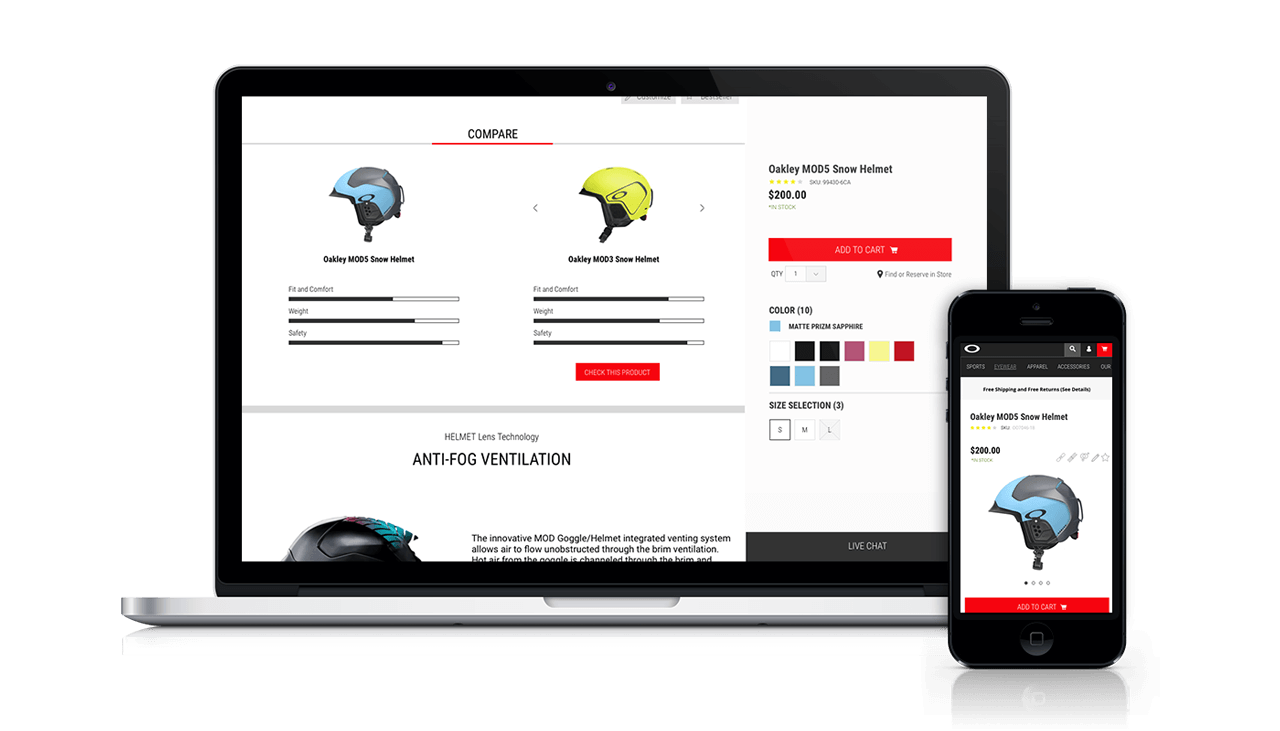 Customize
Bestseller
COMPARE
Oakley MOD5 Snow Helmet
Fit and Comfort
Weight
Safety
Oakley MOD3 Snow Helmet
Fit and Comfort
Weight
Safety
CHECK THIS PRODUCT
HELMET Lens Technology
ANTI-FOG VENTILATION
The innovative MOD Goggle/Helmet integrated venting system
allows air to flow unobstructed through the brim ventilation.
Hot air from the goggle is channeled through the brim and
Oakley MOD5 Snow Helmet
SKU: 99430-6CA
$200.00
*IN STOCK
ADD TO CART
QTY 1
Find or Reserve in Store
COLOR (10)
MATTE PRIZM SAPPHIRE
SIZE SELECTION (3)
S M L
LIVE CHAT
SPORTS EYEWEAR APPAREL ACCESSORIES OUR
Free Shipping and Free Returns (See Details)
Oakley MOD5 Snow Helmet
SKU:
$200.00
*IN STOCK
ADD TO CART